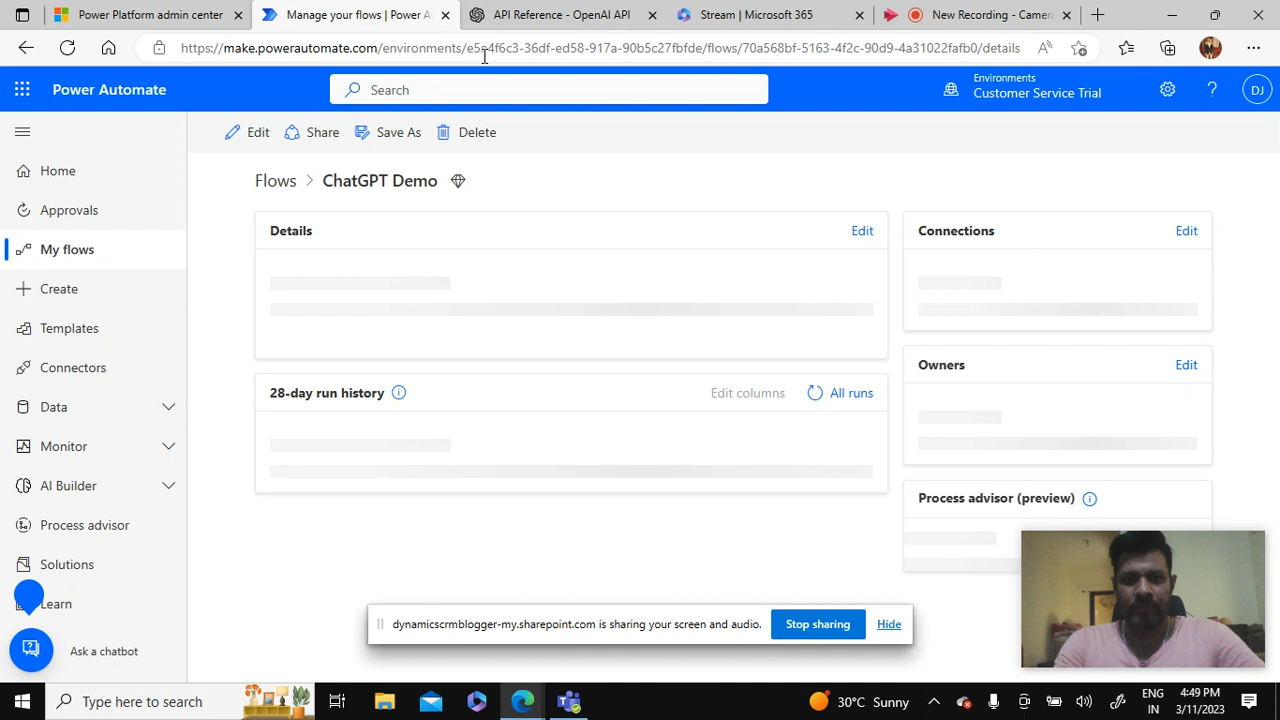 Power Platform admin center
Manage your flows | Power A
API Reference - OpenAI API
Stream | Microsoft 365
New Recording - Camera
https://make.powerautomate.com/environments/e5a4f6c3-36df-ed58-917a-90b5c27fbfde/flows/70a568bf-5163-4f2c-90d9-4a31022fafb0/details
Power Automate
Search
Environments
Customer Service Trial
DJ
Edit
Share
Save As
Delete
Home
Approvals
My flows
Create
Templates
Connectors
Data
Monitor
AI Builder
Process advisor
Solutions
Learn
Ask a chatbot
Flows > ChatGPT Demo
Details
Edit
28-day run history
Edit columns
All runs
Connections
Edit
Owners
Edit
Process advisor (preview)
dynamicscrmblogger-my.sharepoint.com is sharing your screen and audio.
Stop sharing
Hide
Type here to search
30°C Sunny
ENG
IN
4:49 PM
3/11/2023